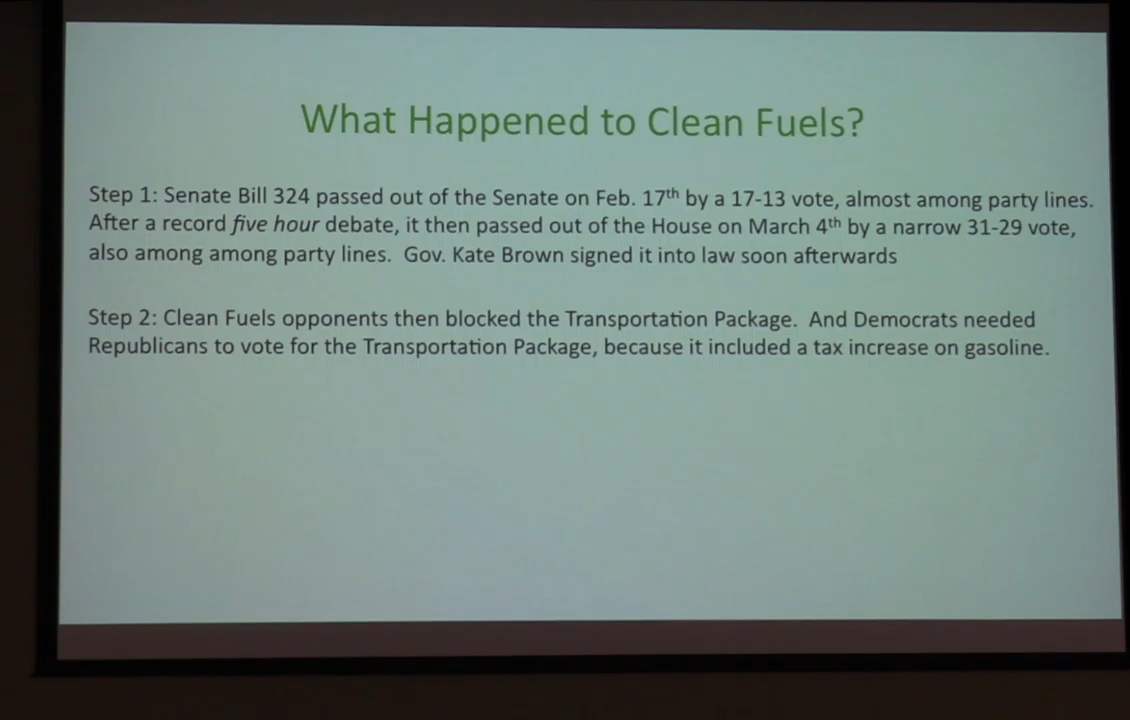 What Happened to Clean Fuels?
Step 1: Senate Bill 324 passed out of the Senate on Feb. 17th by a 17-13 vote, almost among party lines.
After a record five hour debate, it then passed out of the House on March 4th by a narrow 31-29 vote,
also among among party lines.  Gov. Kate Brown signed it into law soon afterwards
Step 2: Clean Fuels opponents then blocked the Transportation Package.  And Democrats needed
Republicans to vote for the Transportation Package, because it included a tax increase on gasoline.